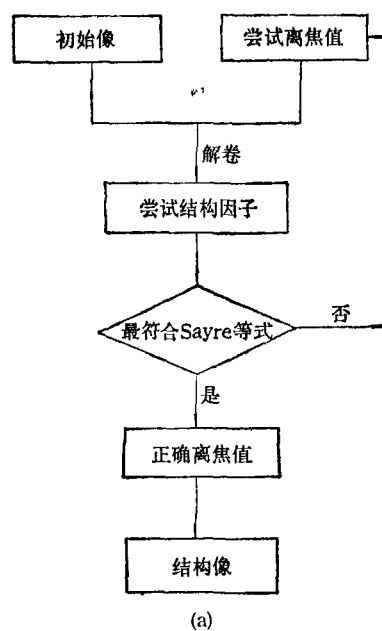 初始像
尝试离焦值
解卷
尝试结构因子
最符合Sayre等式
否
是
正确离焦值
结构像
(a)